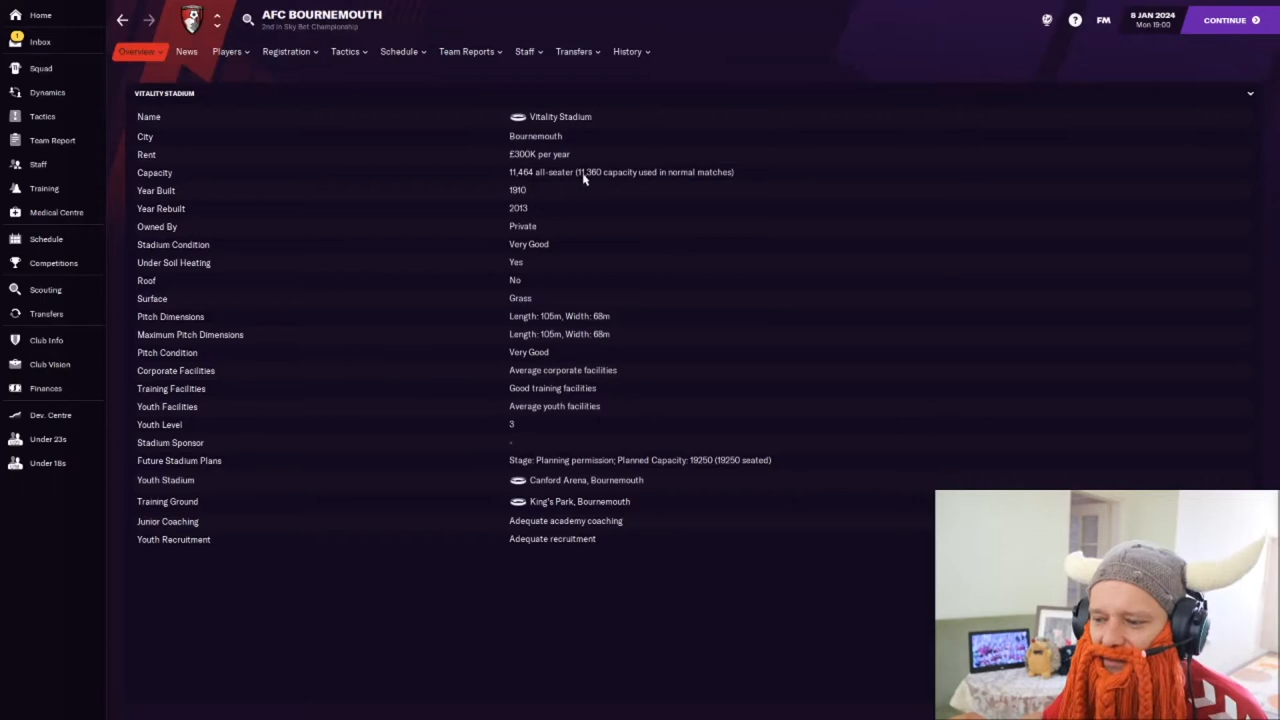 Home
Inbox
1
Squad
Dynamics
Tactics
Team Report
Staff
Training
Medical Centre
Schedule
Competitions
Scouting
Transfers
Club Info
Club Vision
Finances
Dev. Centre
Under 23s
Under 18s
AFC BOURNEMOUTH
2nd in Sky Bet Championship
FM
8 JAN 2024
Mon 19:00
CONTINUE
Overview News Players Registration Tactics Schedule Team Reports Staff Transfers History
VITALITY STADIUM
Name Vitality Stadium
City Bournemouth
Rent £300K per year
Capacity 11,464 all-seater (11,360 capacity used in normal matches)
Year Built 1910
Year Rebuilt 2013
Owned By Private
Stadium Condition Very Good
Under Soil Heating Yes
Roof No
Surface Grass
Pitch Dimensions Length: 105m, Width: 68m
Maximum Pitch Dimensions Length: 105m, Width: 68m
Pitch Condition Very Good
Corporate Facilities Average corporate facilities
Training Facilities Good training facilities
Youth Facilities Average youth facilities
Youth Level 3
Stadium Sponsor -
Future Stadium Plans Stage: Planning permission; Planned Capacity: 19250 (19250 seated)
Youth Stadium Canford Arena, Bournemouth
Training Ground King's Park, Bournemouth
Junior Coaching Adequate academy coaching
Youth Recruitment Adequate recruitment